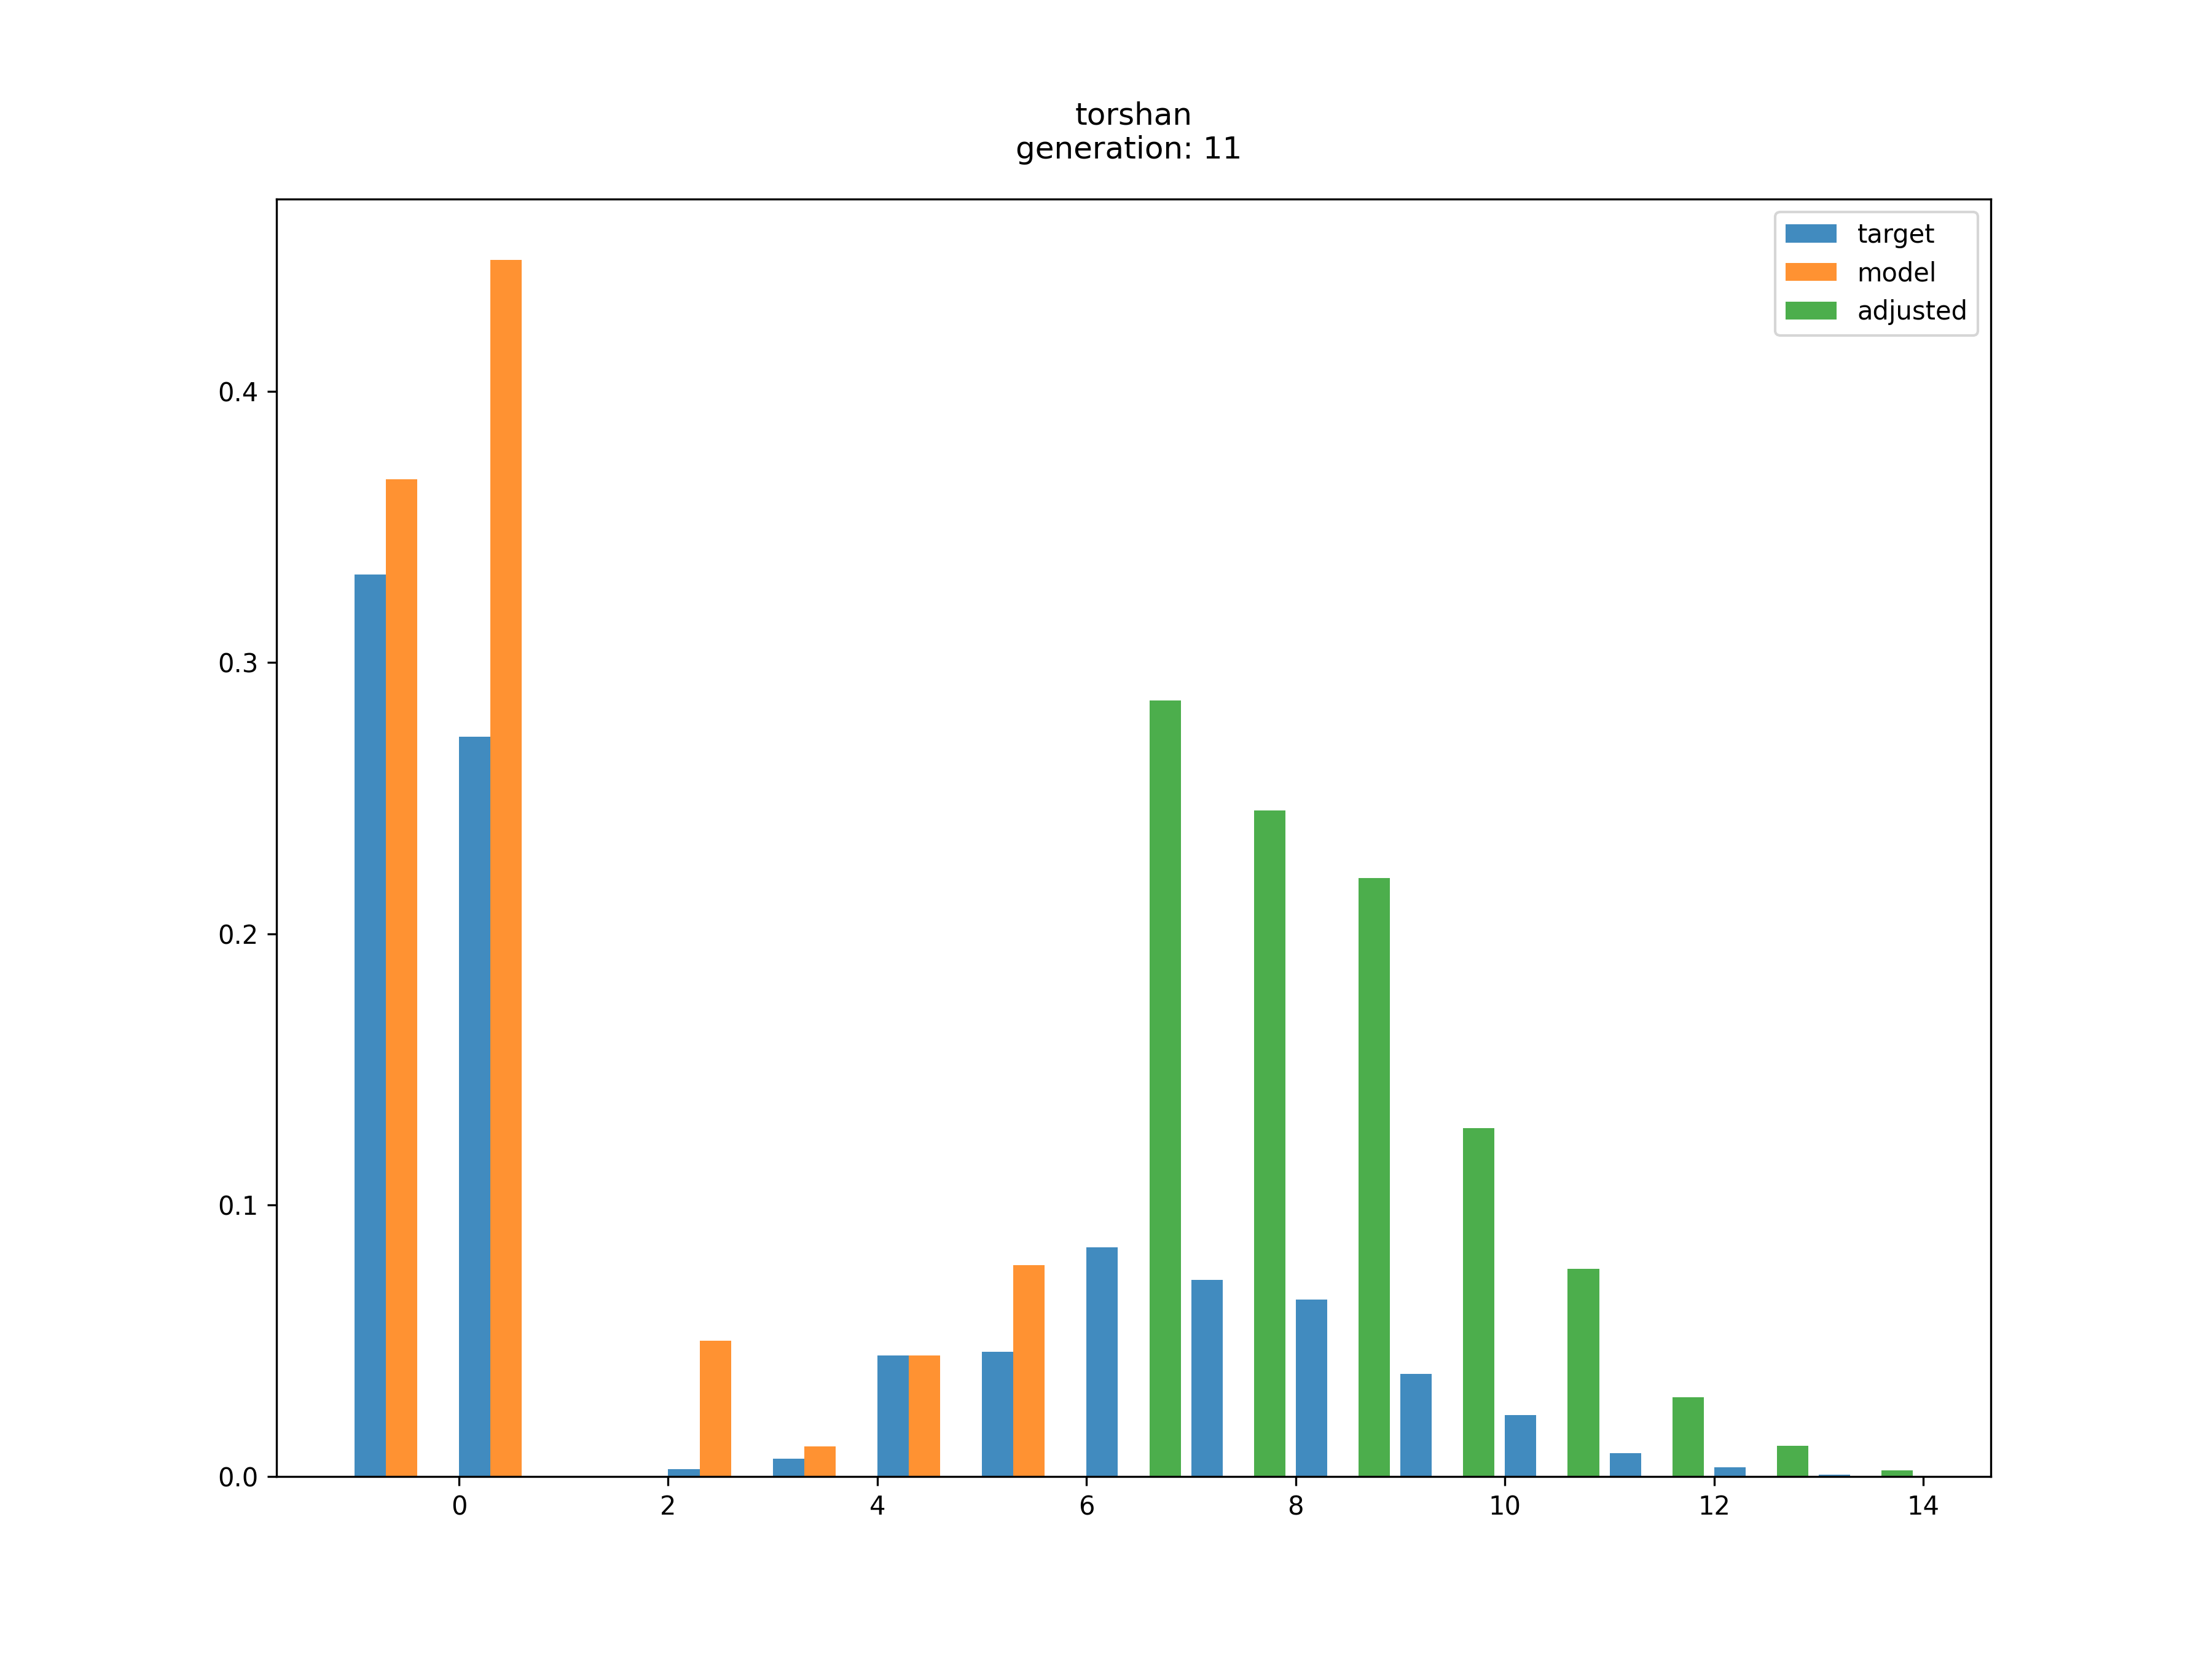 torshan
generation: 11
target
model
adjusted
0.4
0.3
0.2
0.1
0.0
0 2 4 6 8 10 12 14